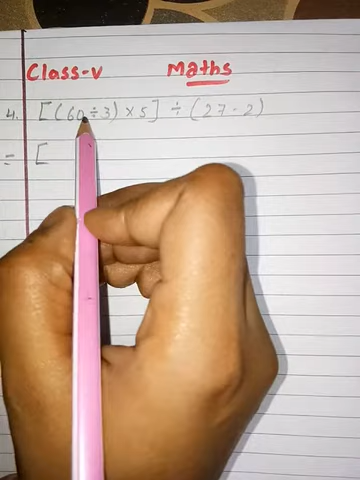 Class-v Maths
4. [(60÷3) × 5] ÷ (27-2)
= [